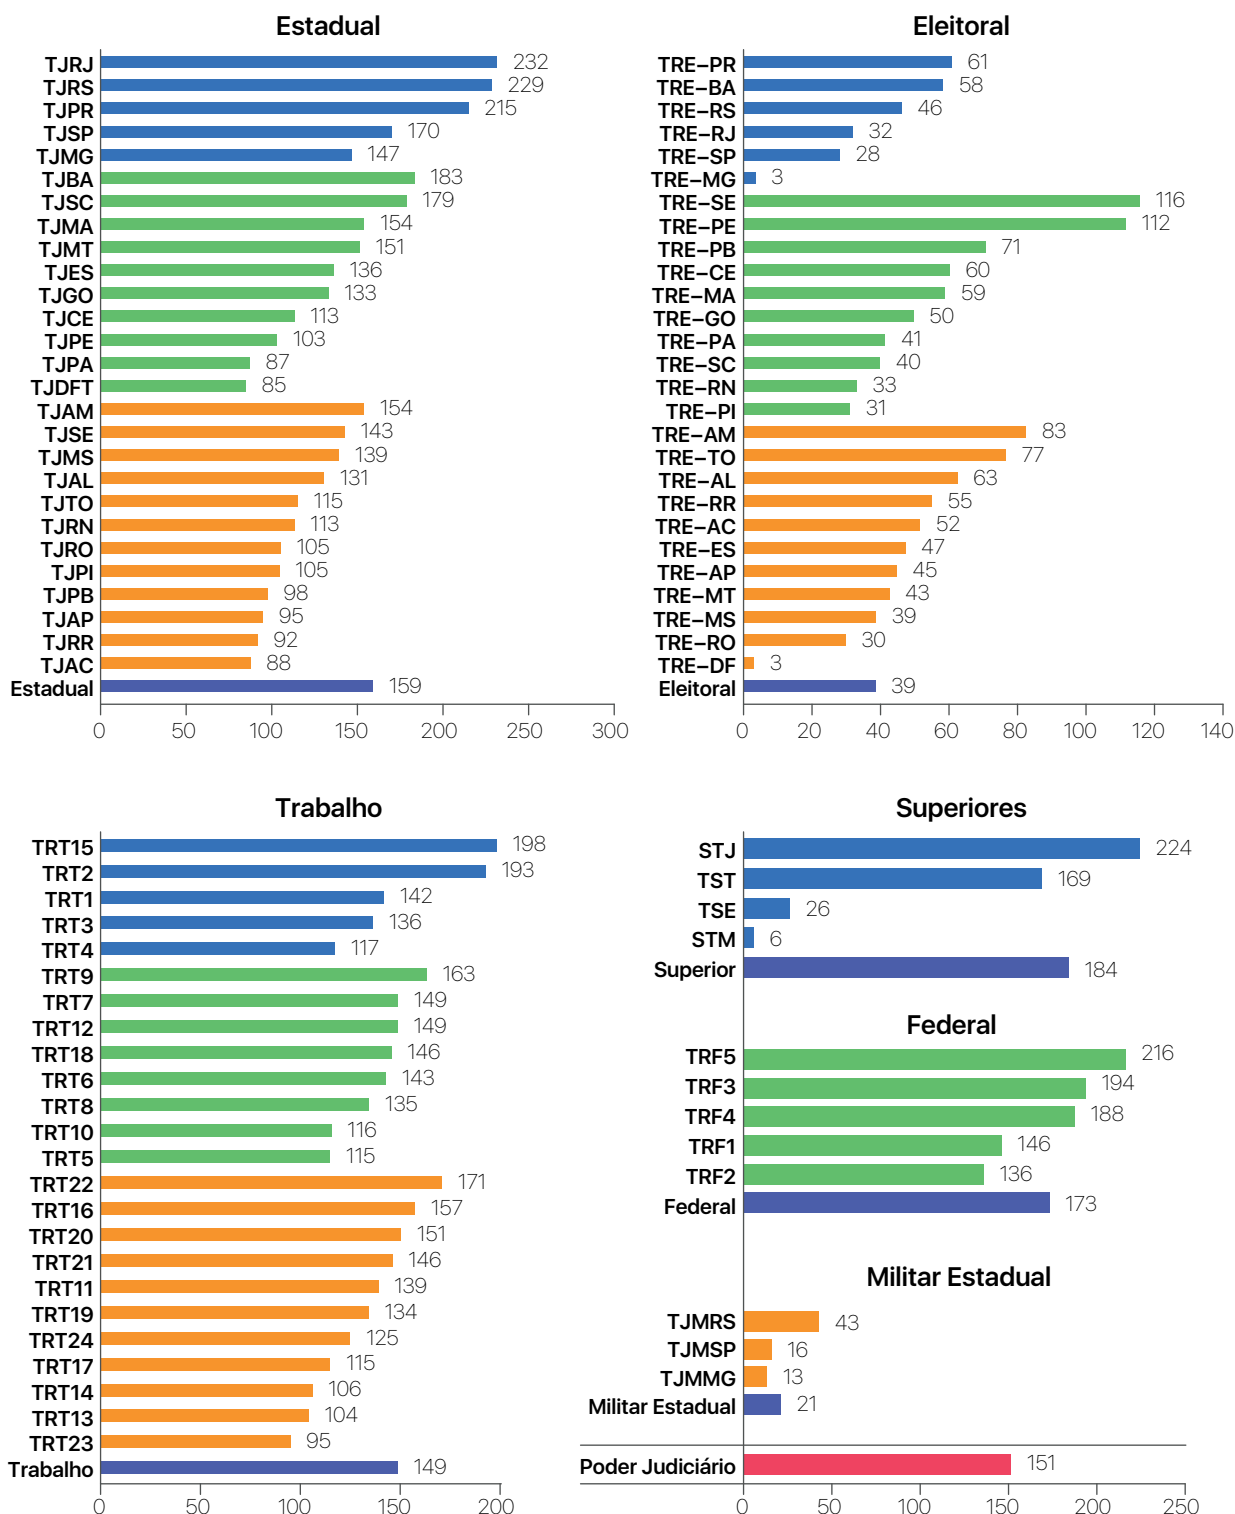 Estadual
TJRJ 232
TJRS 229
TJPR 215
TJSP 170
TJMG 147
TJBA 183
TJSC 179
TJMA 154
TJMT 151
TJES 136
TJGO 133
TJCE 113
TJPE 103
TJPA 87
TJDFT 85
TJAM 154
TJSE 143
TJMS 139
TJAL 131
TJTO 115
TJRN 113
TJRO 105
TJPI 105
TJPB 98
TJAP 95
TJRR 92
TJAC 88
Estadual 159
0 50 100 150 200 250 300
Eleitoral
TRE–PR 61
TRE–BA 58
TRE–RS 46
TRE–RJ 32
TRE–SP 28
TRE–MG 3
TRE–SE 116
TRE–PE 112
TRE–PB 71
TRE–CE 60
TRE–MA 59
TRE–GO 50
TRE–PA 41
TRE–SC 40
TRE–RN 33
TRE–PI 31
TRE–AM 83
TRE–TO 77
TRE–AL 63
TRE–RR 55
TRE–AC 52
TRE–ES 47
TRE–AP 45
TRE–MT 43
TRE–MS 39
TRE–RO 30
TRE–DF 3
Eleitoral 39
0 20 40 60 80 100 120 140
Trabalho
TRT15 198
TRT2 193
TRT1 142
TRT3 136
TRT4 117
TRT9 163
TRT7 149
TRT12 149
TRT18 146
TRT6 143
TRT8 135
TRT10 116
TRT5 115
TRT22 171
TRT16 157
TRT20 151
TRT21 146
TRT11 139
TRT19 134
TRT24 125
TRT17 115
TRT14 106
TRT13 104
TRT23 95
Trabalho 149
0 50 100 150 200
Superiores
STJ 224
TST 169
TSE 26
STM 6
Superior 184
Federal
TRF5 216
TRF3 194
TRF4 188
TRF1 146
TRF2 136
Federal 173
Militar Estadual
TJMRS 43
TJMSP 16
TJMMG 13
Militar Estadual 21
Poder Judiciário 151
0 50 100 150 200 250